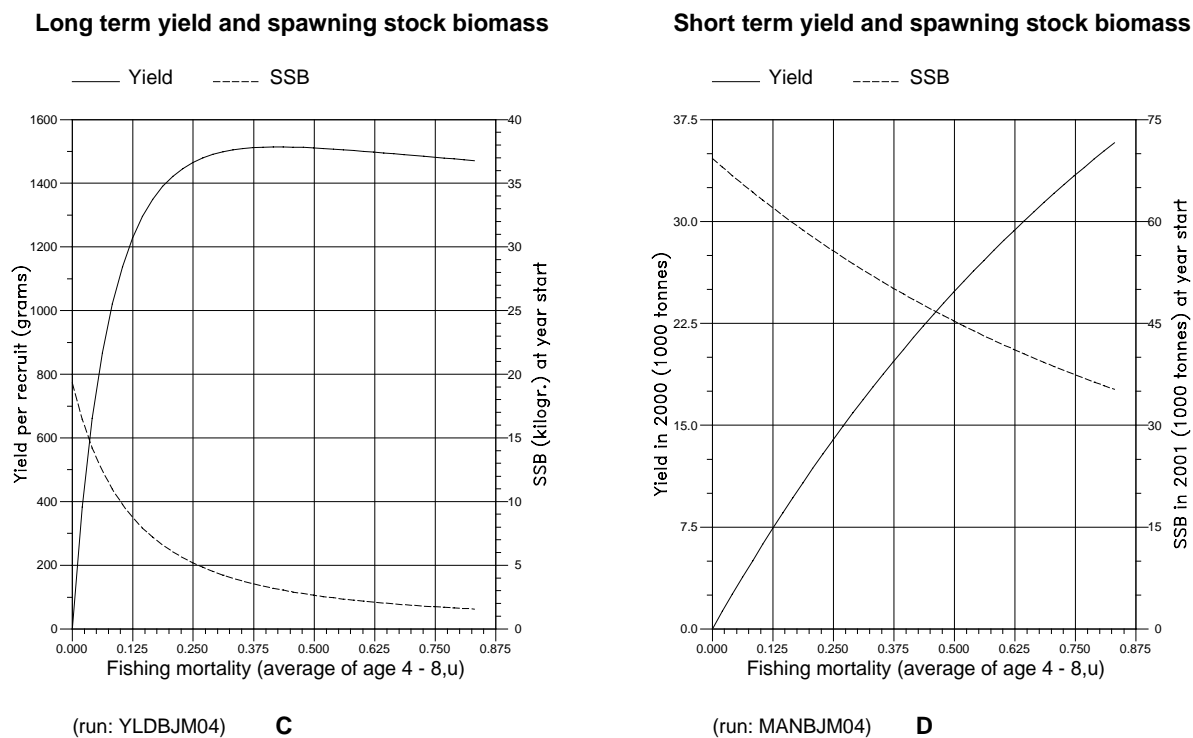 Long term yield and spawning stock biomass
Yield SSB
1600
1400
1200
1000
800
600
400
200
0
Yield per recruit (grams)
40
35
30
25
20
15
10
5
0
SSB (kilogr.) at year start
0.000 0.125 0.250 0.375 0.500 0.625 0.750 0.875
Fishing mortality (average of age 4 - 8,u)
(run: YLDBJM04) C
Short term yield and spawning stock biomass
Yield SSB
37.5
30.0
22.5
15.0
7.5
0.0
Yield in 2000 (1000 tonnes)
75
60
45
30
15
0
SSB in 2001 (1000 tonnes) at year start
0.000 0.125 0.250 0.375 0.500 0.625 0.750 0.875
Fishing mortality (average of age 4 - 8,u)
(run: MANBJM04) D